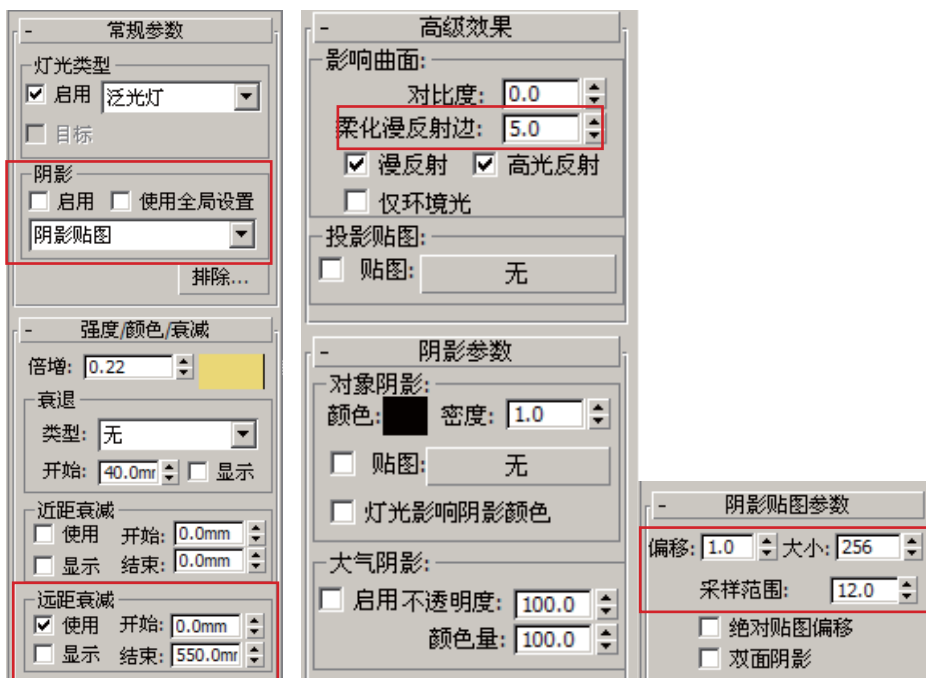 - 常规参数
灯光类型
启用 泛光灯
目标
阴影
启用 使用全局设置
阴影贴图
排除...
- 强度/颜色/衰减
倍增: 0.22
衰退
类型: 无
开始: 40.0mm 显示
近距衰减
使用 开始: 0.0mm
显示 结束: 0.0mm
远距衰减
使用 开始: 0.0mm
显示 结束: 550.0mm
- 高级效果
影响曲面:
对比度: 0.0
柔化漫反射边: 5.0
漫反射 高光反射
仅环境光
投影贴图:
贴图: 无
- 阴影参数
对象阴影:
颜色: 密度: 1.0
贴图: 无
灯光影响阴影颜色
大气阴影:
启用 不透明度: 100.0
颜色量: 100.0
- 阴影贴图参数
偏移: 1.0 大小: 256
采样范围: 12.0
绝对贴图偏移
双面阴影